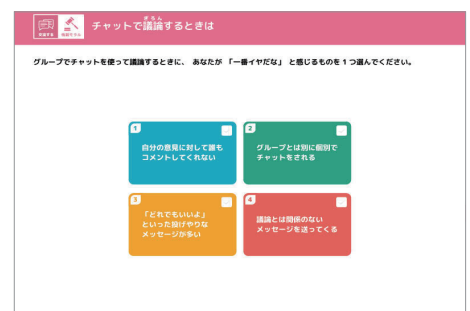 ぎろん
チャットで議論するときは
グループでチャットを使って議論するときに、 あなたが 「一番イヤだな」 と感じるものを 1 つ選んでください。
1
自分の意見に対して誰も
コメントしてくれない
2
グループとは別に個別で
チャットをされる
3
「どれでもいいよ」
といった投げやりな
メッセージが多い
4
議論とは関係のない
メッセージを送ってくる